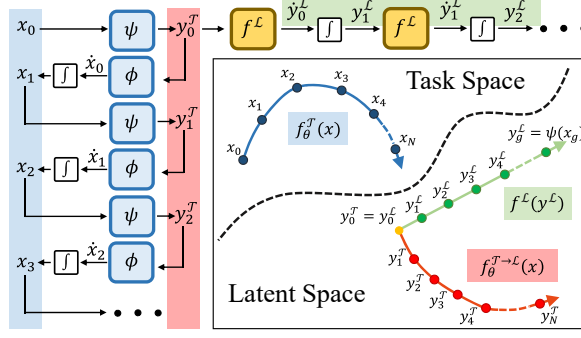 x₀ ψ y₀^𝒯 f^ℒ ẏ₀^ℒ ∫ y₁^ℒ f^ℒ ẏ₁^ℒ ∫ y₂^ℒ • • •
x₁ ∫ ẋ₀ ϕ
ψ y₁^𝒯
x₂ ∫ ẋ₁ ϕ
ψ y₂^𝒯
x₃ ∫ ẋ₂ ϕ
• • •
Task Space
x₀ x₁ x₂ x₃ x₄ x_N
f_θ^𝒯(x)
y_g^ℒ = ψ(x_g)
y₀^𝒯 = y₀^ℒ y₁^ℒ y₂^ℒ y₃^ℒ y₄^ℒ
f^ℒ(y^ℒ)
f_θ^{𝒯→ℒ}(x)
y₁^𝒯 y₂^𝒯 y₃^𝒯 y₄^𝒯 y_N^𝒯
Latent Space